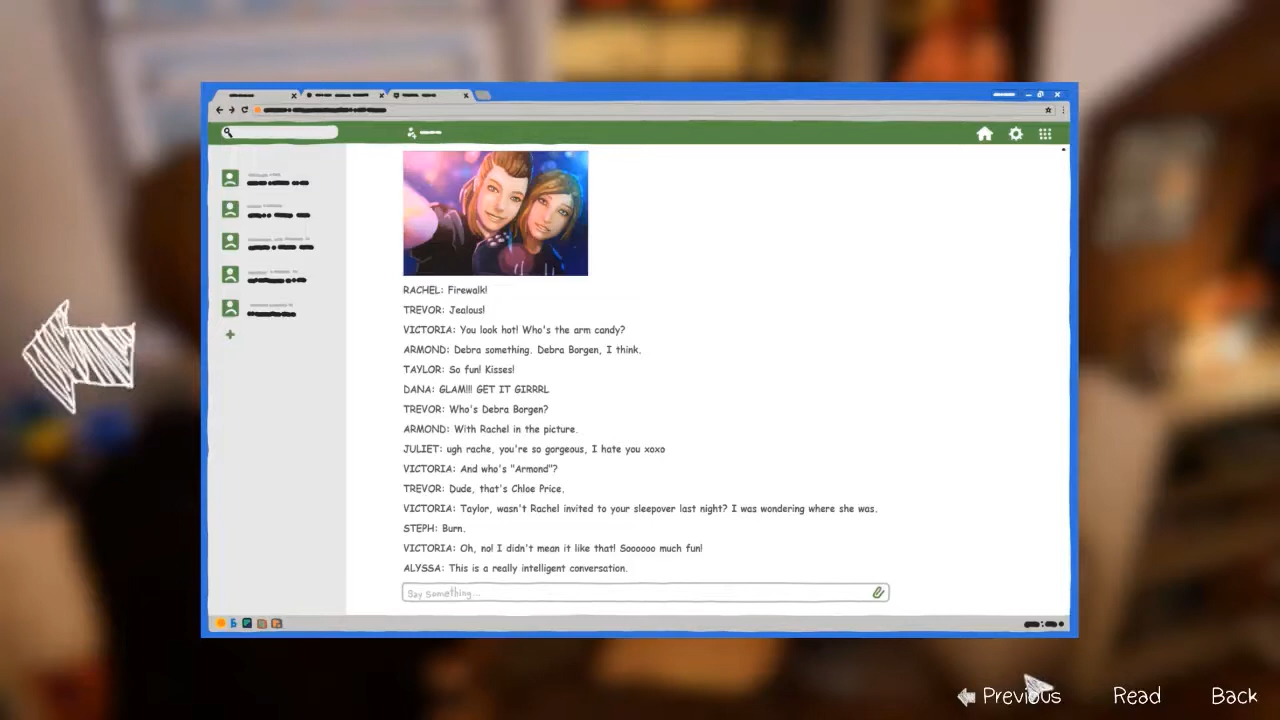 RACHEL: Firewalk!
TREVOR: Jealous!
VICTORIA: You look hot! Who's the arm candy?
ARMOND: Debra something. Debra Borgen, I think.
TAYLOR: So fun! Kisses!
DANA: GLAM!!! GET IT GIRRRL
TREVOR: Who's Debra Borgen?
ARMOND: With Rachel in the picture.
JULIET: ugh rache, you're so gorgeous, I hate you xoxo
VICTORIA: And who's "Armond"?
TREVOR: Dude, that's Chloe Price.
VICTORIA: Taylor, wasn't Rachel invited to your sleepover last night? I was wondering where she was.
STEPH: Burn.
VICTORIA: Oh, no! I didn't mean it like that! Soooooo much fun!
ALYSSA: This is a really intelligent conversation.
Say Something...
Previous Read Back